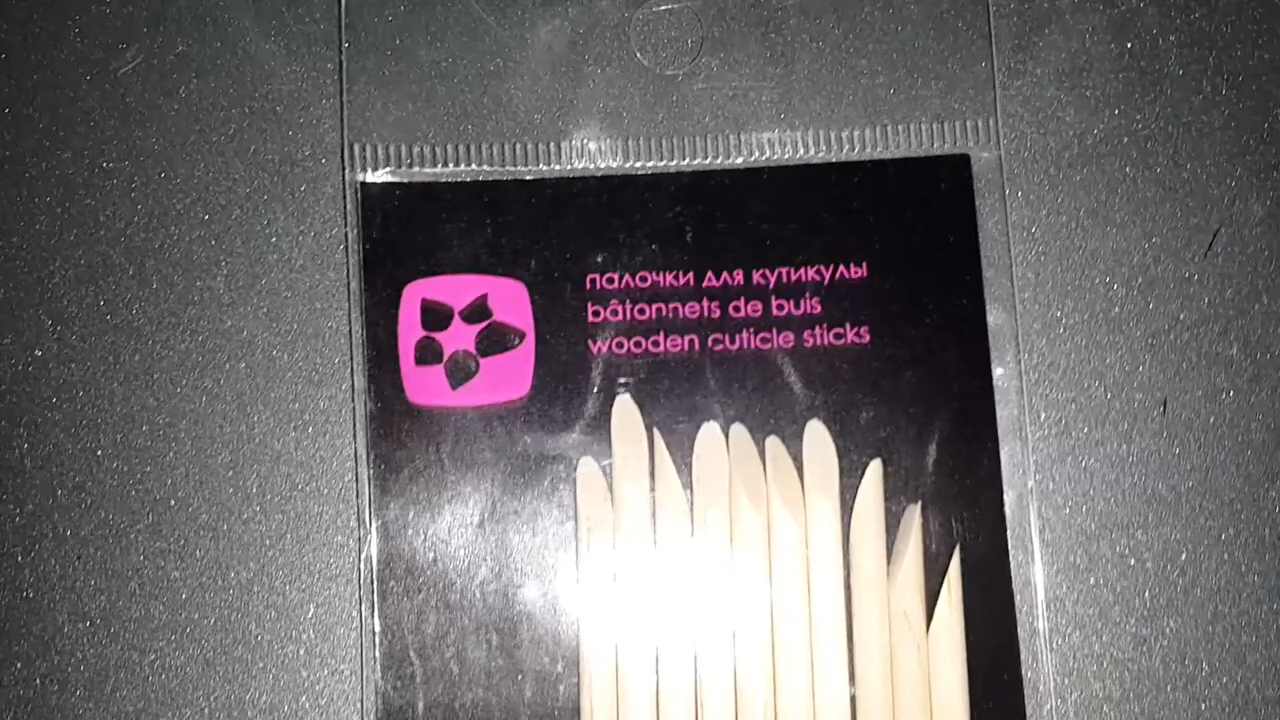 палочки для кутикулы
bâtonnets de buis
wooden cuticle sticks